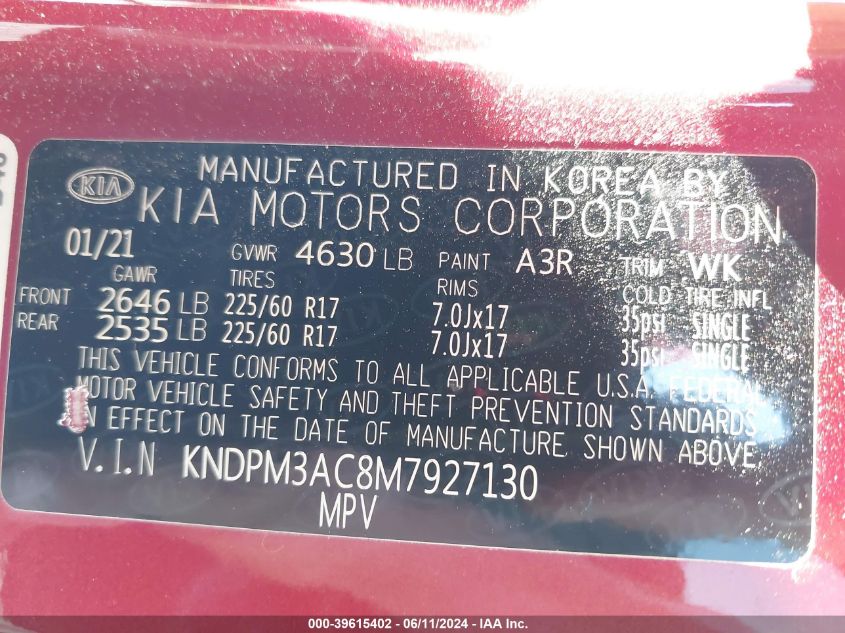 KIA
MANUFACTURED IN KOREA BY
KIA MOTORS CORPORATION
01/21 GVWR 4630 LB PAINT A3R TRIM WK
GAWR TIRES RIMS COLD TIRE INFL
FRONT 2646 LB 225/60 R17 7.0Jx17 35psi SINGLE
REAR 2535 LB 225/60 R17 7.0Jx17 35psi SINGLE
THIS VEHICLE CONFORMS TO ALL APPLICABLE U.S.A. FEDERAL
MOTOR VEHICLE SAFETY AND THEFT PREVENTION STANDARDS
IN EFFECT ON THE DATE OF MANUFACTURE SHOWN ABOVE
V.I.N KNDPM3AC8M7927130
MPV
000-39615402 - 06/11/2024 - IAA Inc.